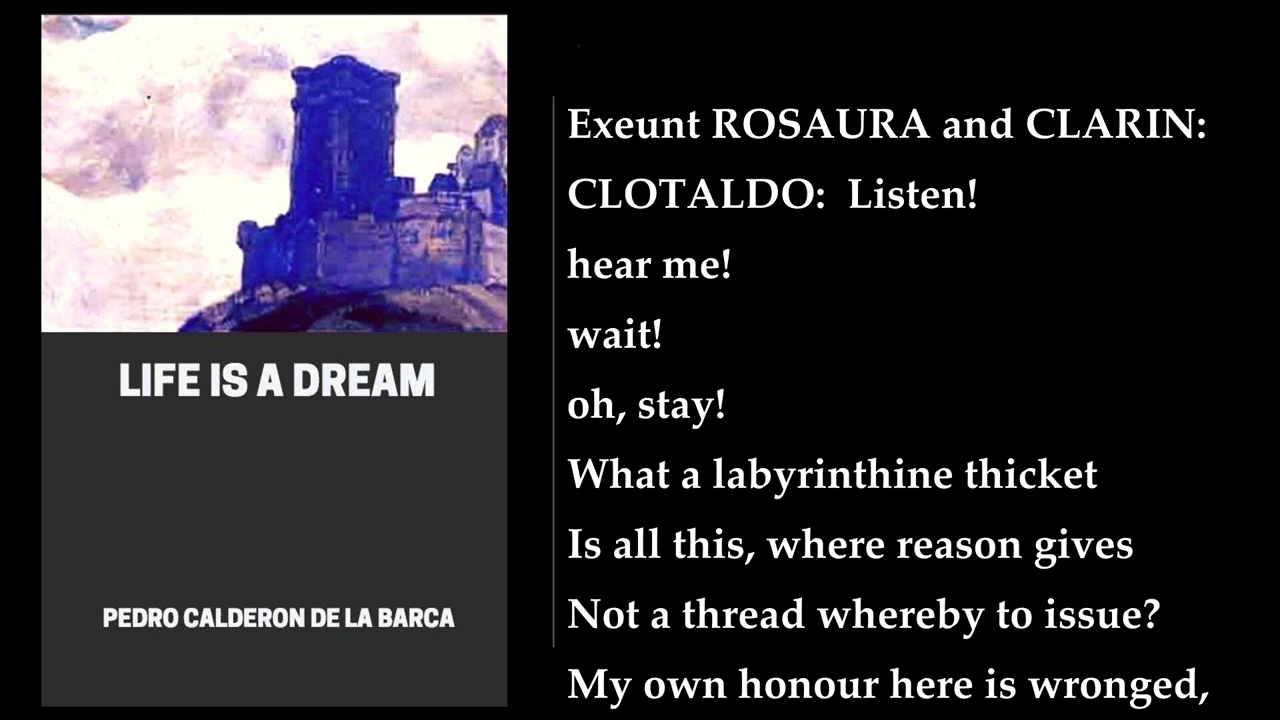 LIFE IS A DREAM
PEDRO CALDERON DE LA BARCA
Exeunt ROSAURA and CLARIN:
CLOTALDO:  Listen!
hear me!
wait!
oh, stay!
What a labyrinthine thicket
Is all this, where reason gives
Not a thread whereby to issue?
My own honour here is wronged,